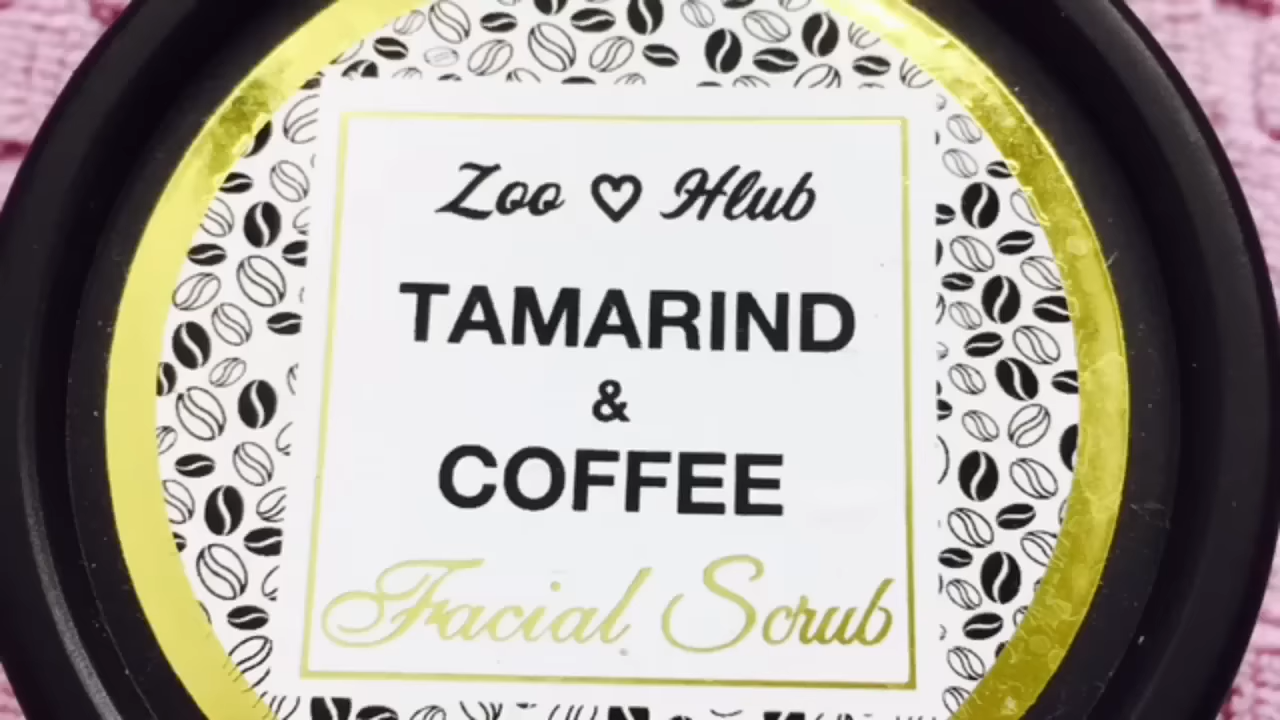 Zoo ♡ Hlub
TAMARIND
&
COFFEE
Facial Scrub